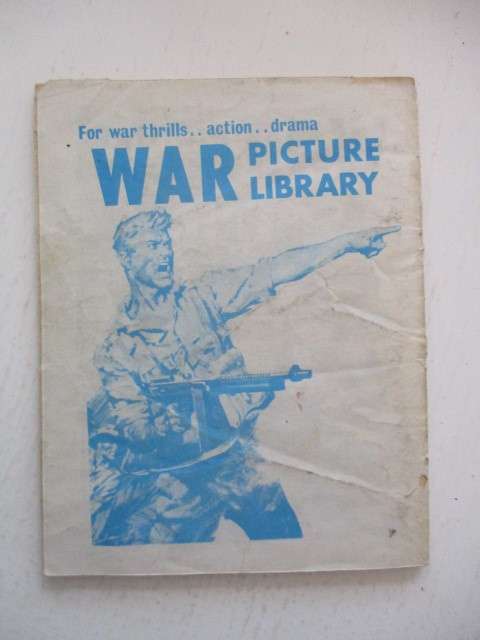 For war thrills.. action.. drama
WAR PICTURE
LIBRARY